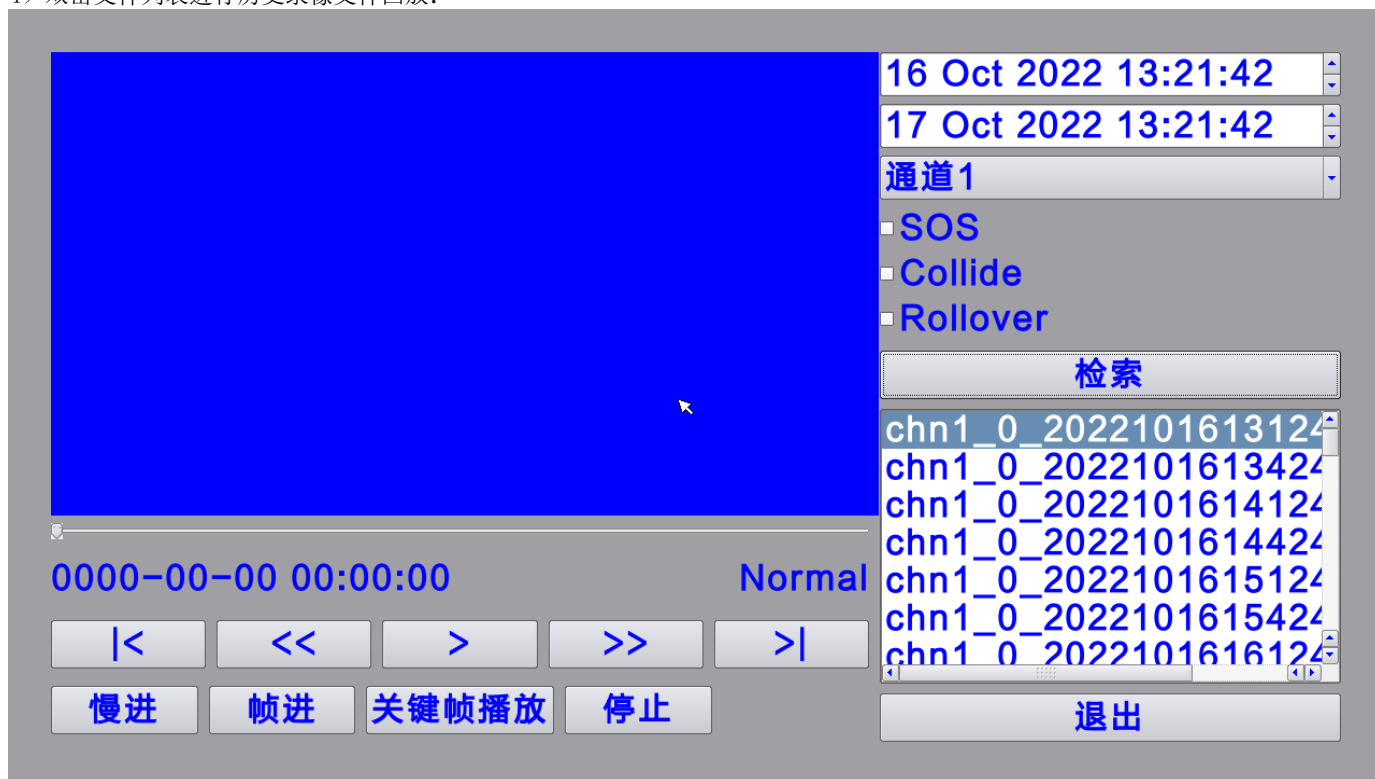 16 Oct 2022 13:21:42
17 Oct 2022 13:21:42
通道1
SOS
Collide
Rollover
检索
chn1_0_2022101613124
chn1_0_2022101613424
chn1_0_2022101614124
chn1_0_2022101614424
chn1_0_2022101615124
chn1_0_2022101615424
chn1_0_2022101616124
0000-00-00 00:00:00
Normal
|<
<<
>
>>
>|
慢进
帧进
关键帧播放
停止
退出